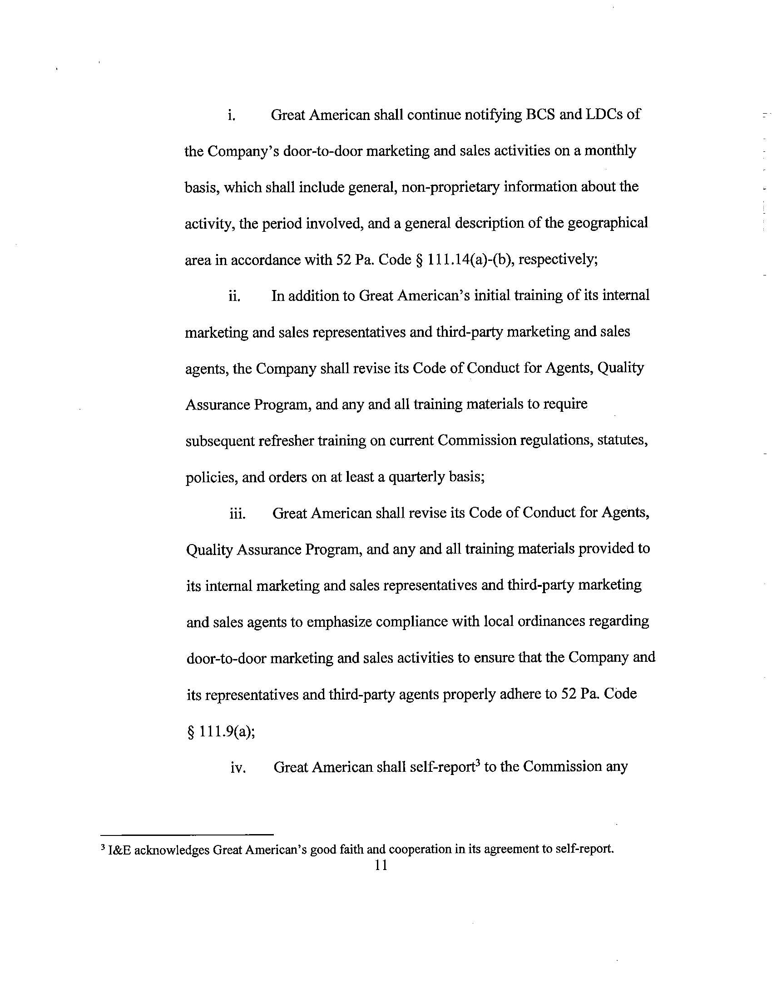 i. Great American shall continue notifying BCS and LDCs of
the Company's door-to-door marketing and sales activities on a monthly
basis, which shall include general, non-proprietary information about the
activity, the period involved, and a general description of the geographical
area in accordance with 52 Pa. Code § 111.14(a)-(b), respectively;
ii. In addition to Great American's initial training of its internal
marketing and sales representatives and third-party marketing and sales
agents, the Company shall revise its Code of Conduct for Agents, Quality
Assurance Program, and any and all training materials to require
subsequent refresher training on current Commission regulations, statutes,
policies, and orders on at least a quarterly basis;
iii. Great American shall revise its Code of Conduct for Agents,
Quality Assurance Program, and any and all training materials provided to
its internal marketing and sales representatives and third-party marketing
and sales agents to emphasize compliance with local ordinances regarding
door-to-door marketing and sales activities to ensure that the Company and
its representatives and third-party agents properly adhere to 52 Pa. Code
§ 111.9(a);
iv. Great American shall self-report³ to the Commission any
³ I&E acknowledges Great American's good faith and cooperation in its agreement to self-report.
11